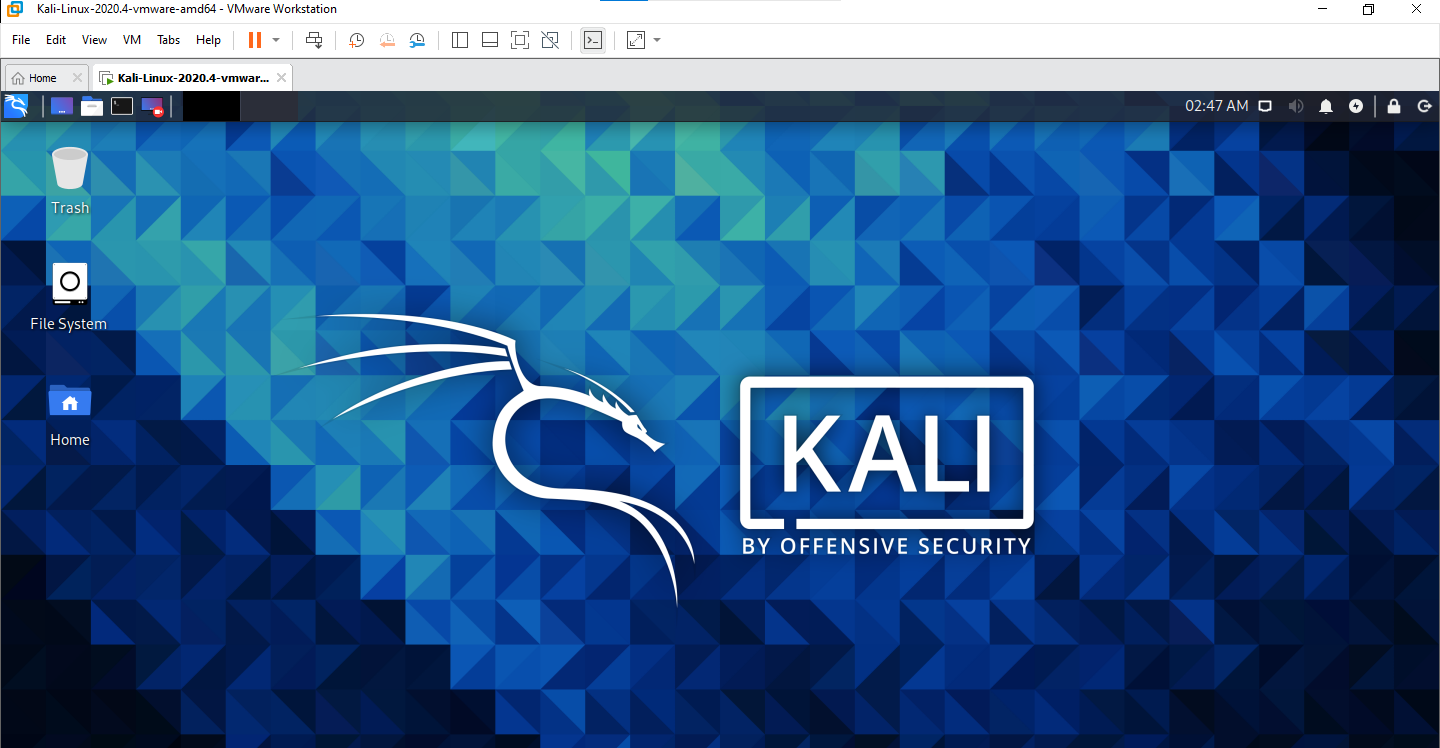 Kali-Linux-2020.4-vmware-amd64 - VMware Workstation
File Edit View VM Tabs Help
Home Kali-Linux-2020.4-vmwar...
02:47 AM
Trash
File System
Home
KALI
BY OFFENSIVE SECURITY